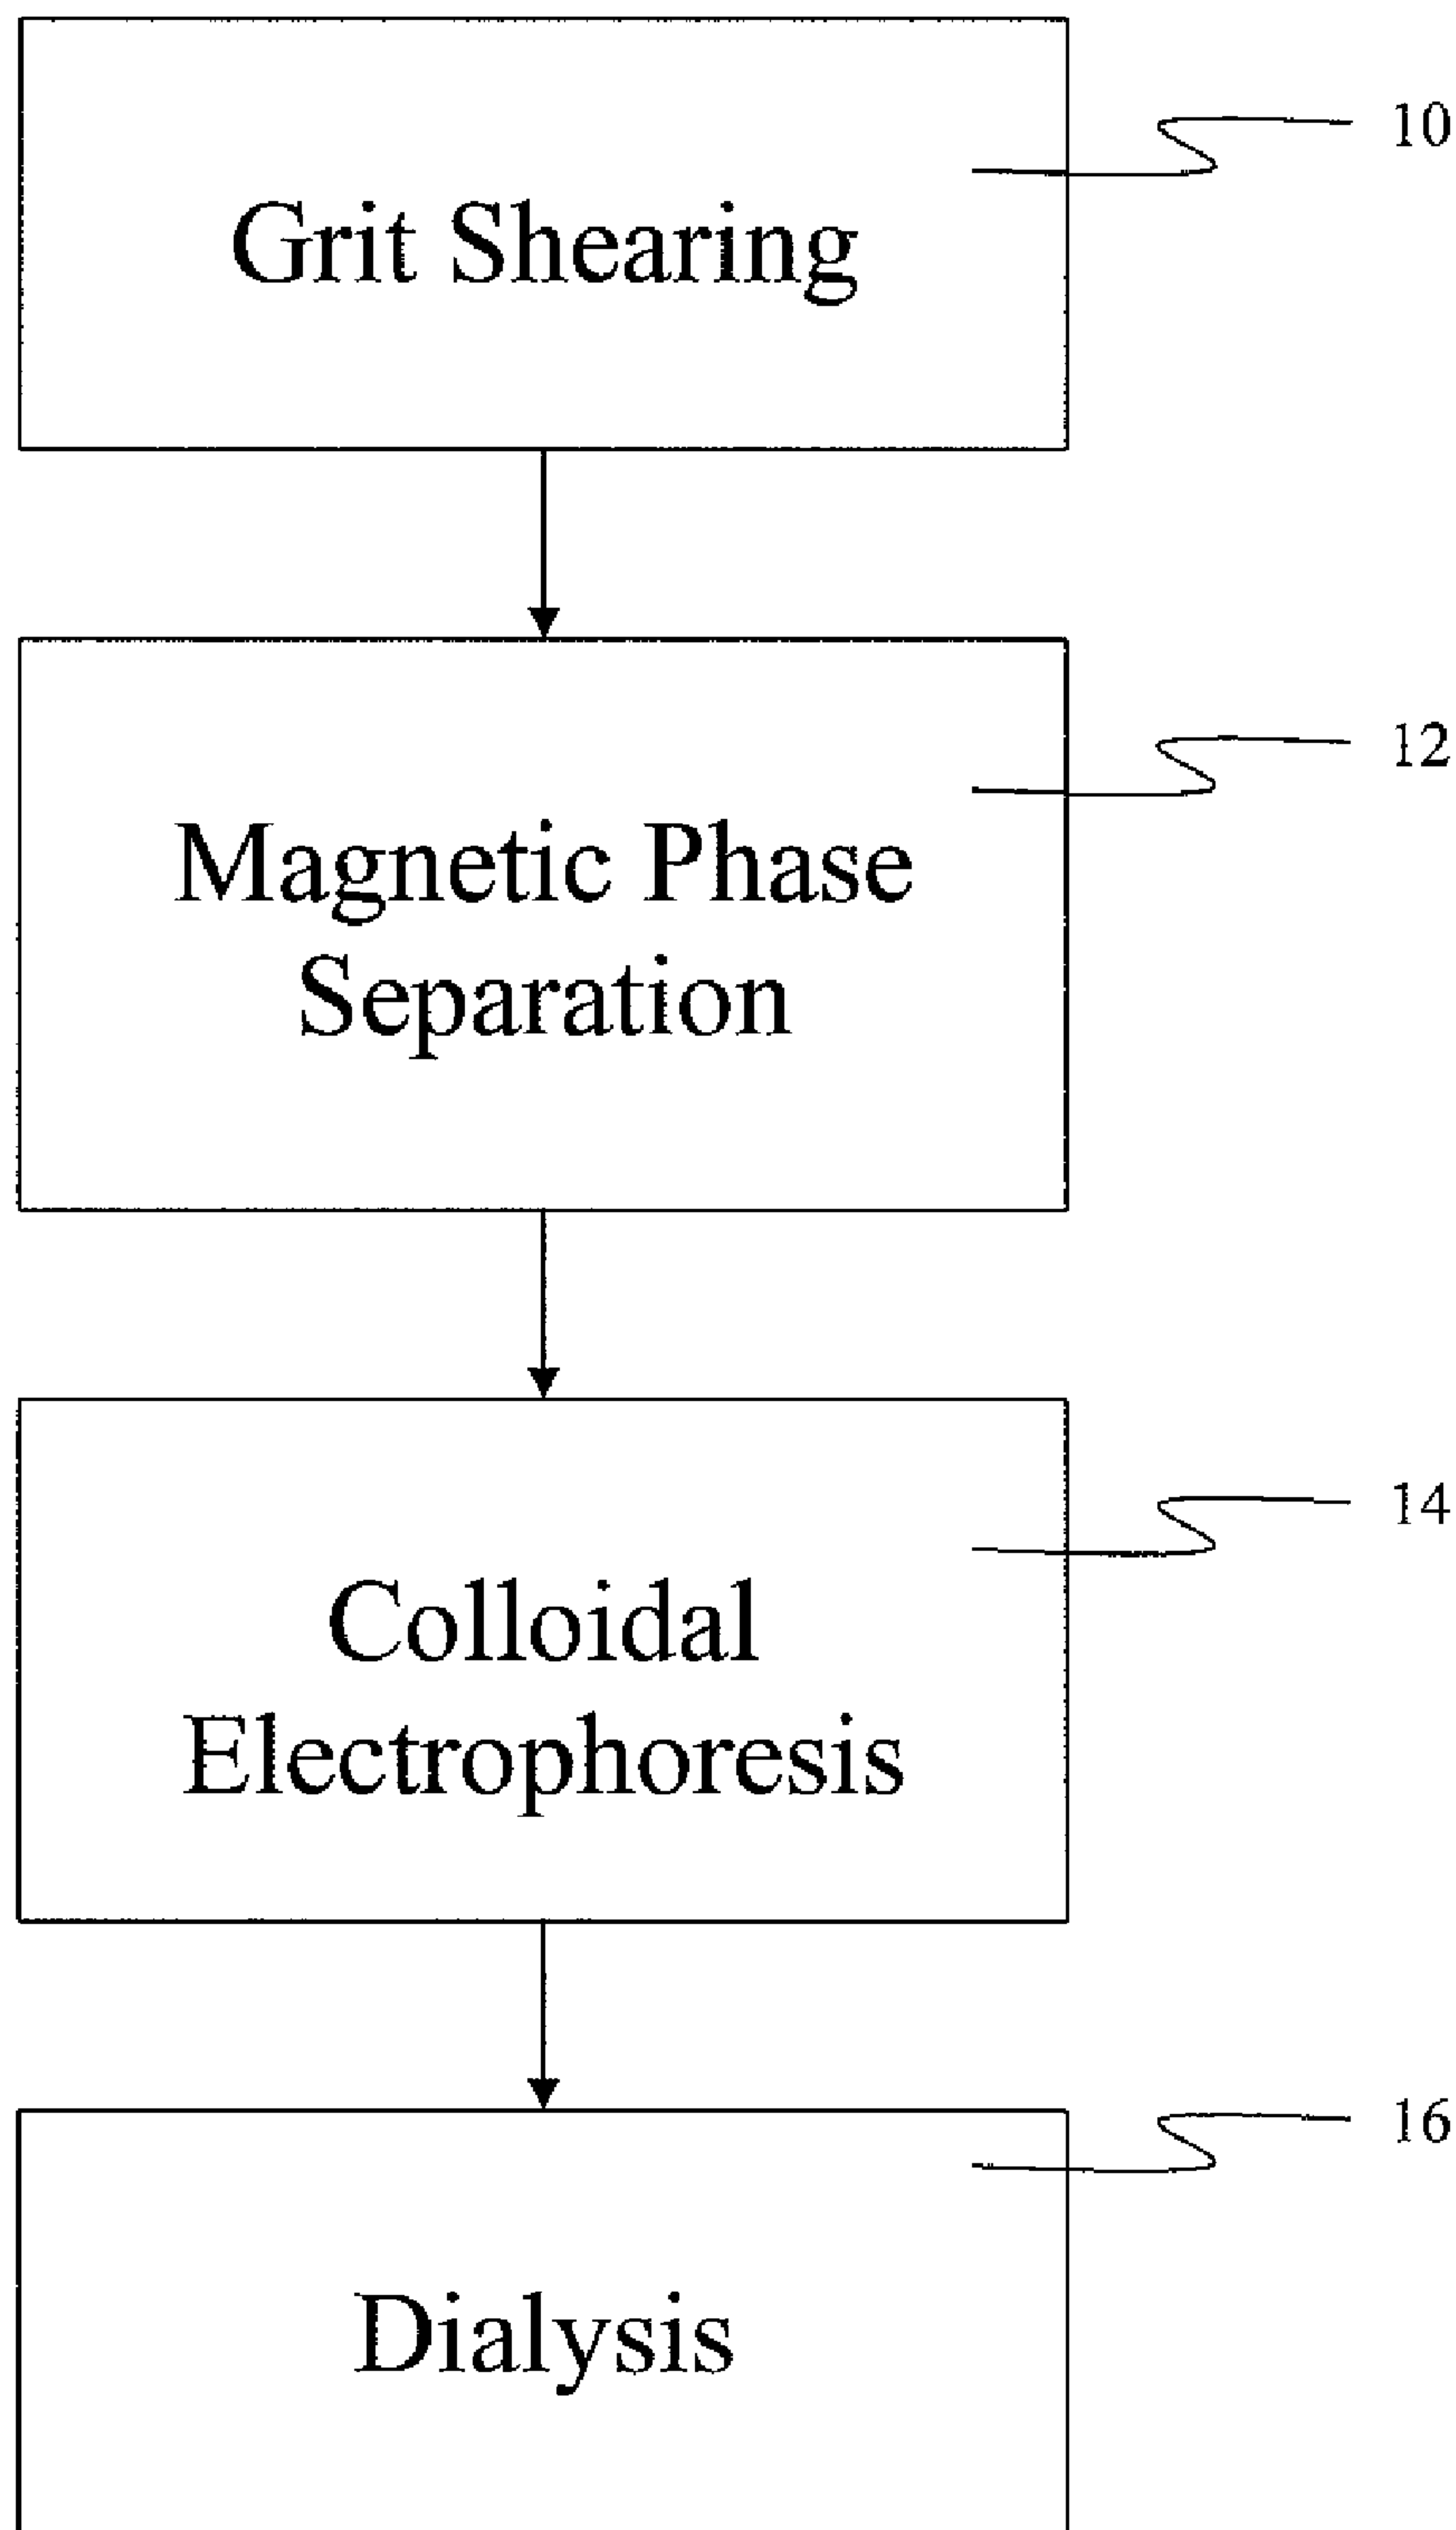 10
Grit Shearing
12
Magnetic Phase
Separation
14
Colloidal
Electrophoresis
16
Dialysis